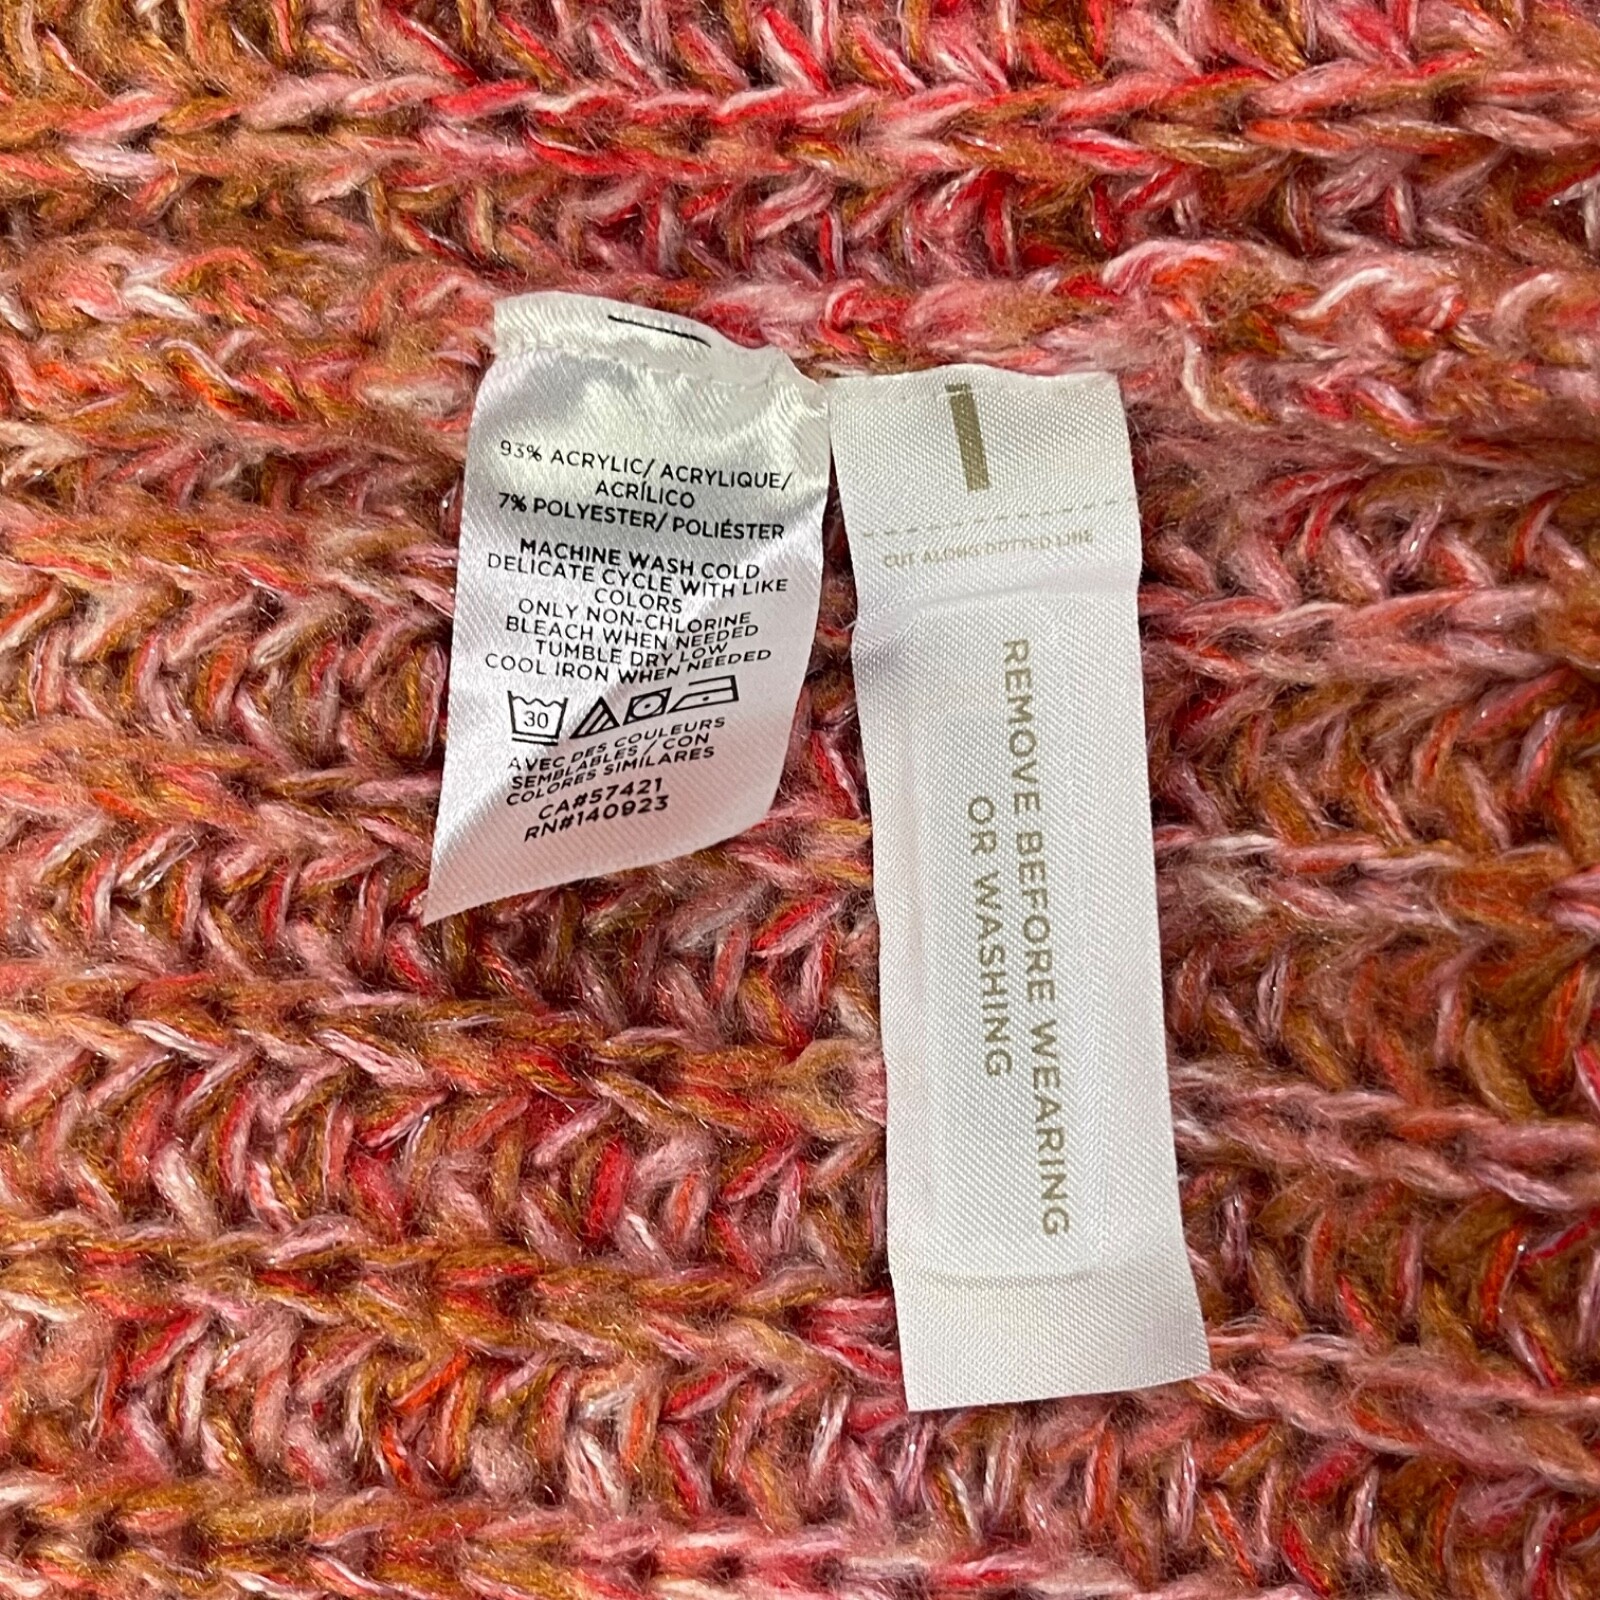 93% ACRYLIC/ ACRYLIQUE/
ACRÍLICO
7% POLYESTER/ POLIÉSTER
MACHINE WASH COLD
DELICATE CYCLE WITH LIKE
COLORS
ONLY NON-CHLORINE
BLEACH WHEN NEEDED
TUMBLE DRY LOW
COOL IRON WHEN NEEDED
30
AVEC DES COULEURS
SEMBLABLES / CON
COLORES SIMILARES
CA#57421
RN#140923
CUT ALONG DOTTED LINE
REMOVE BEFORE WEARING
OR WASHING